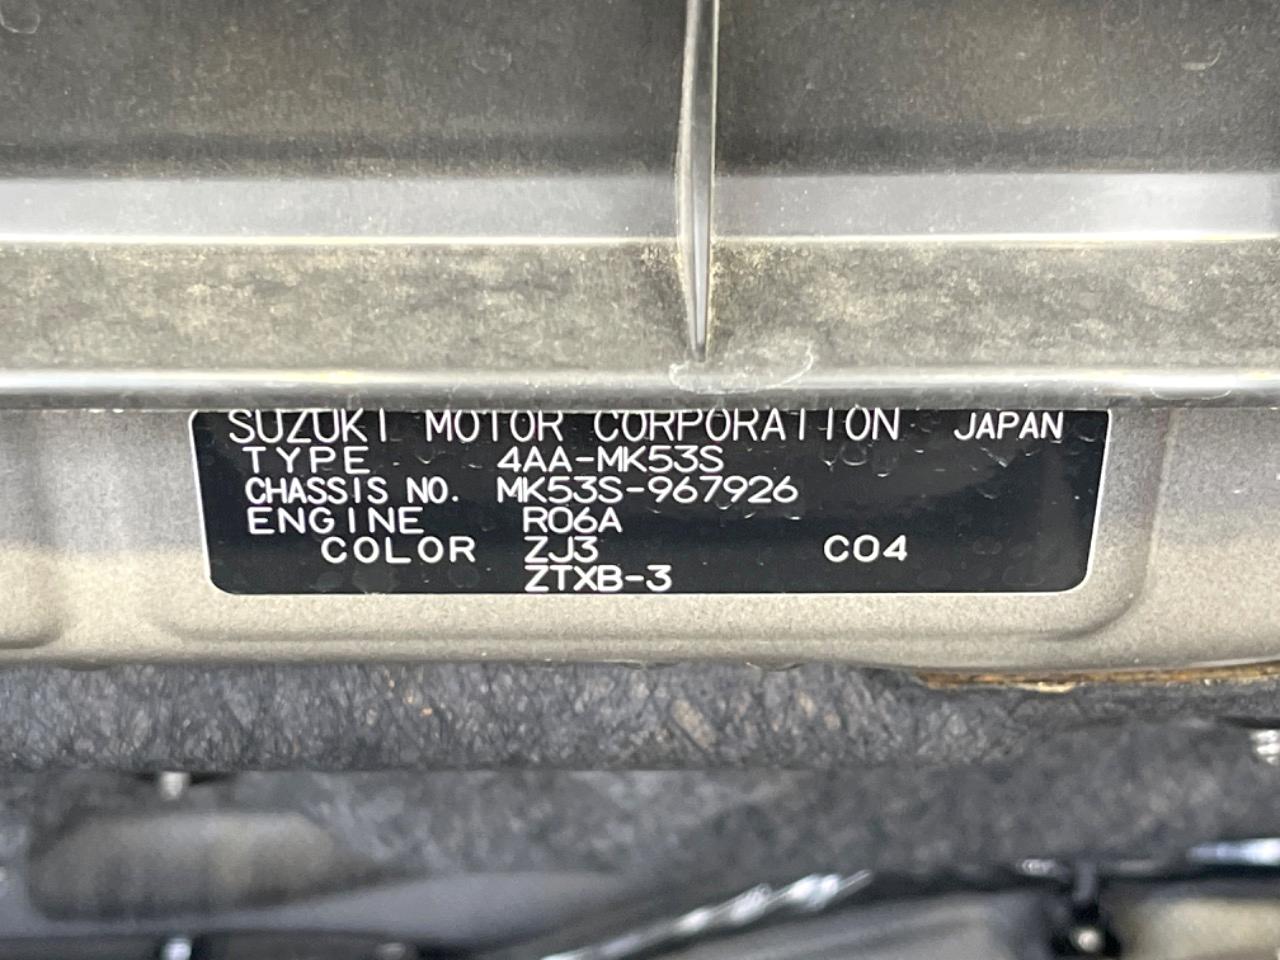 SUZUKI MOTOR CORPORATION JAPAN
TYPE 4AA-MK53S
CHASSIS NO. MK53S-967926
ENGINE R06A
COLOR ZJ3 C04
ZTXB-3